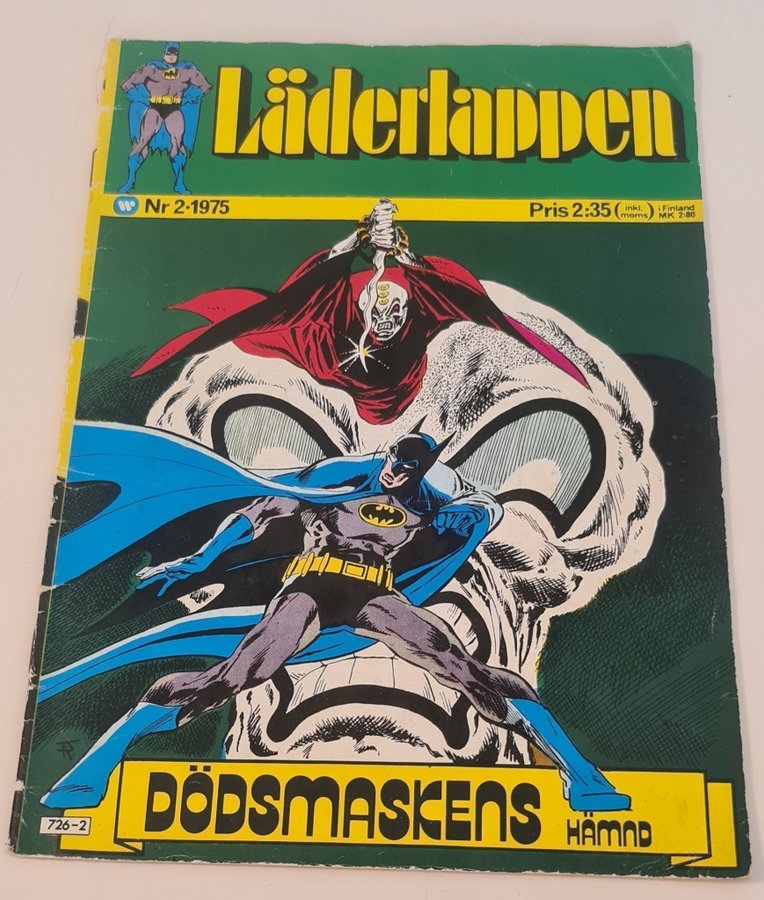 Läderlappen
Nr 2·1975
Pris 2:35 (inkl. moms) i Finland MK 2:80
DÖDSMASKENS HÄMND
726-2